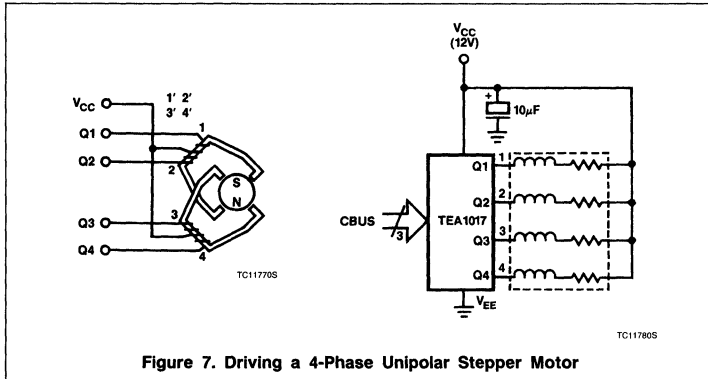 VCC
1' 2'
3' 4'
Q1
1
Q2
2
S
N
Q3
3
Q4
4
TC11770S
VCC
(12V)
+
10μF
CBUS
3
TEA1017
Q1
1
Q2
2
Q3
3
Q4
4
VEE
TC11780S
Figure 7. Driving a 4-Phase Unipolar Stepper Motor